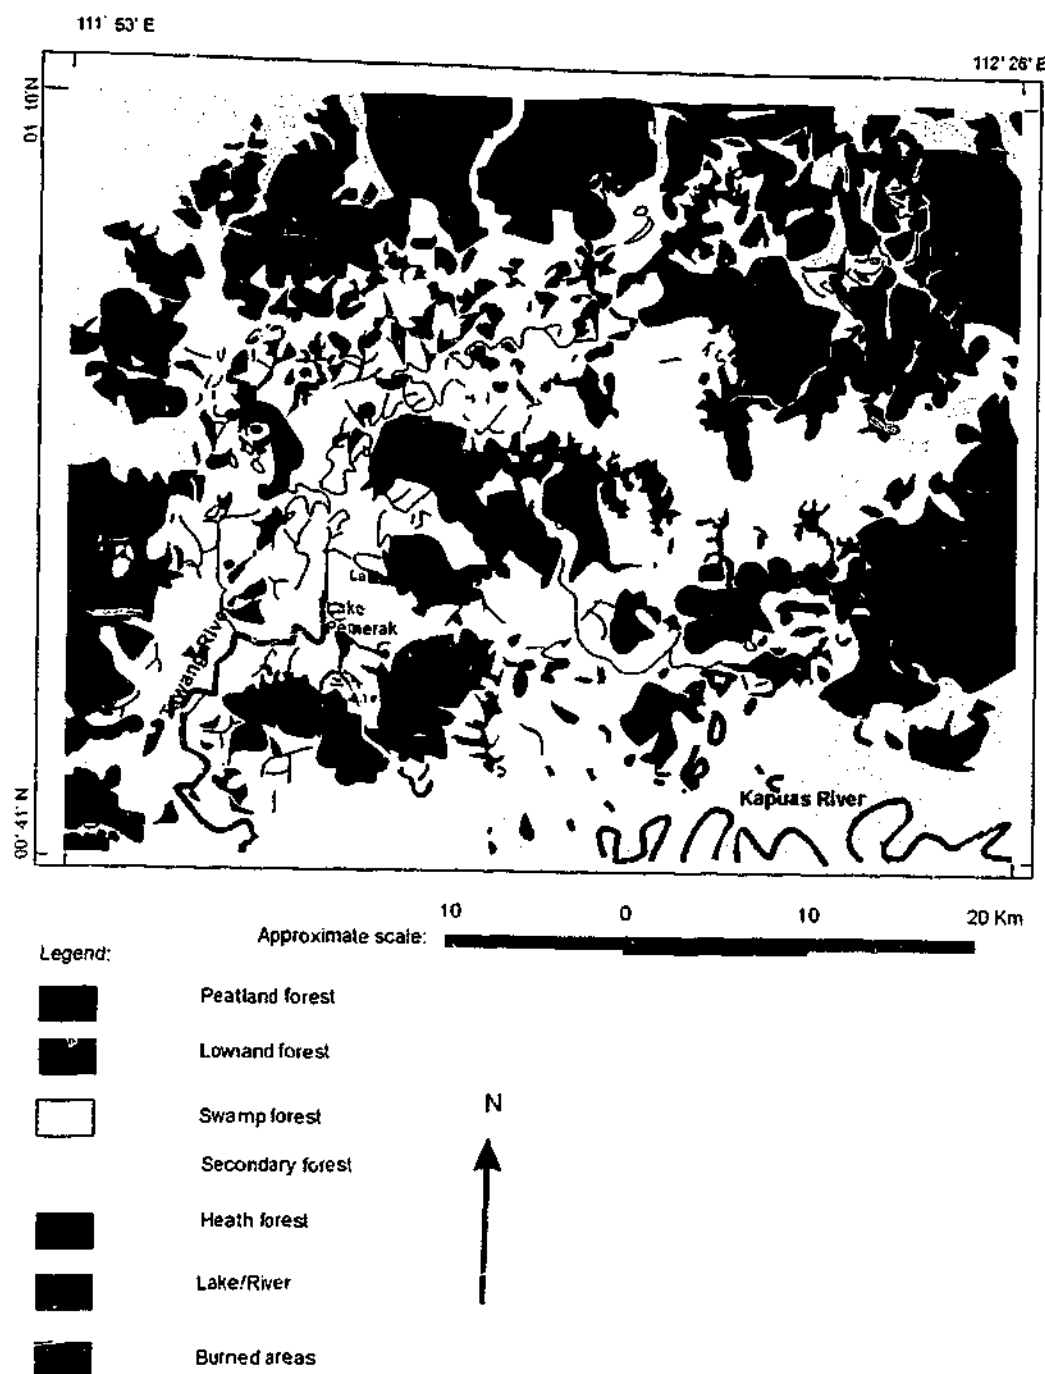 111° 53' E
112° 26' E
01° 10' N
Lake
Pemerak
Tawang River
00° 41' N
Kapuas River
10 0 10 20 Km
Approximate scale:
Legend:
Peatland forest
Lowland forest
Swamp forest
Secondary forest
Heath forest
Lake/River
Burned areas
N